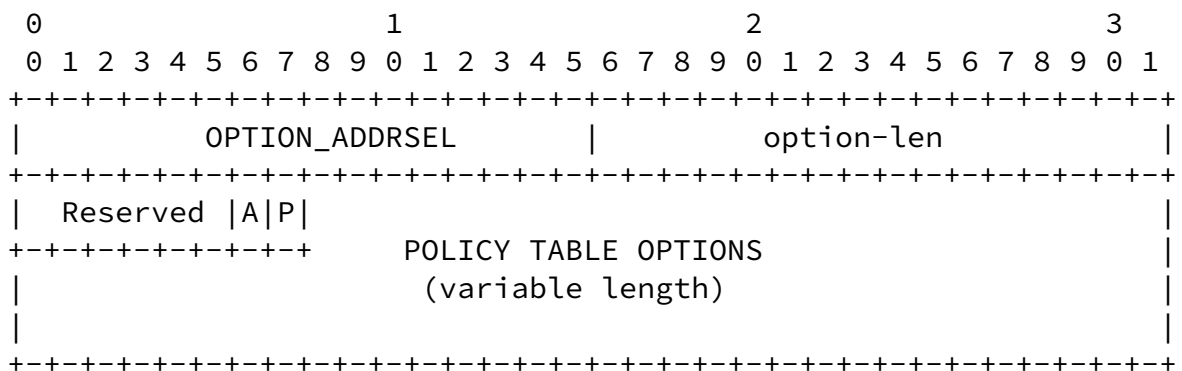 0                   1                   2                   3
 0 1 2 3 4 5 6 7 8 9 0 1 2 3 4 5 6 7 8 9 0 1 2 3 4 5 6 7 8 9 0 1
+-+-+-+-+-+-+-+-+-+-+-+-+-+-+-+-+-+-+-+-+-+-+-+-+-+-+-+-+-+-+-+-+
|          OPTION_ADDRSEL       |         option-len            |
+-+-+-+-+-+-+-+-+-+-+-+-+-+-+-+-+-+-+-+-+-+-+-+-+-+-+-+-+-+-+-+-+
|  Reserved |A|P|                                               |
+-+-+-+-+-+-+-+-+     POLICY TABLE OPTIONS                      |
|                      (variable length)                        |
|                                                               |
+-+-+-+-+-+-+-+-+-+-+-+-+-+-+-+-+-+-+-+-+-+-+-+-+-+-+-+-+-+-+-+-+